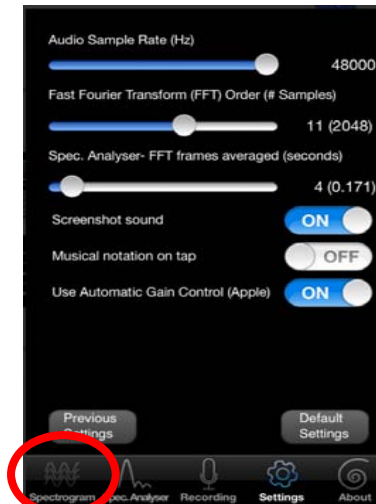 Audio Sample Rate (Hz)
48000
Fast Fourier Transform (FFT) Order (# Samples)
11 (2048)
Spec. Analyser- FFT frames averaged (seconds)
4 (0.171)
Screenshot sound ON
Musical notation on tap OFF
Use Automatic Gain Control (Apple) ON
Previous Settings
Default Settings
Spectrogram Spec. Analyser Recording Settings About